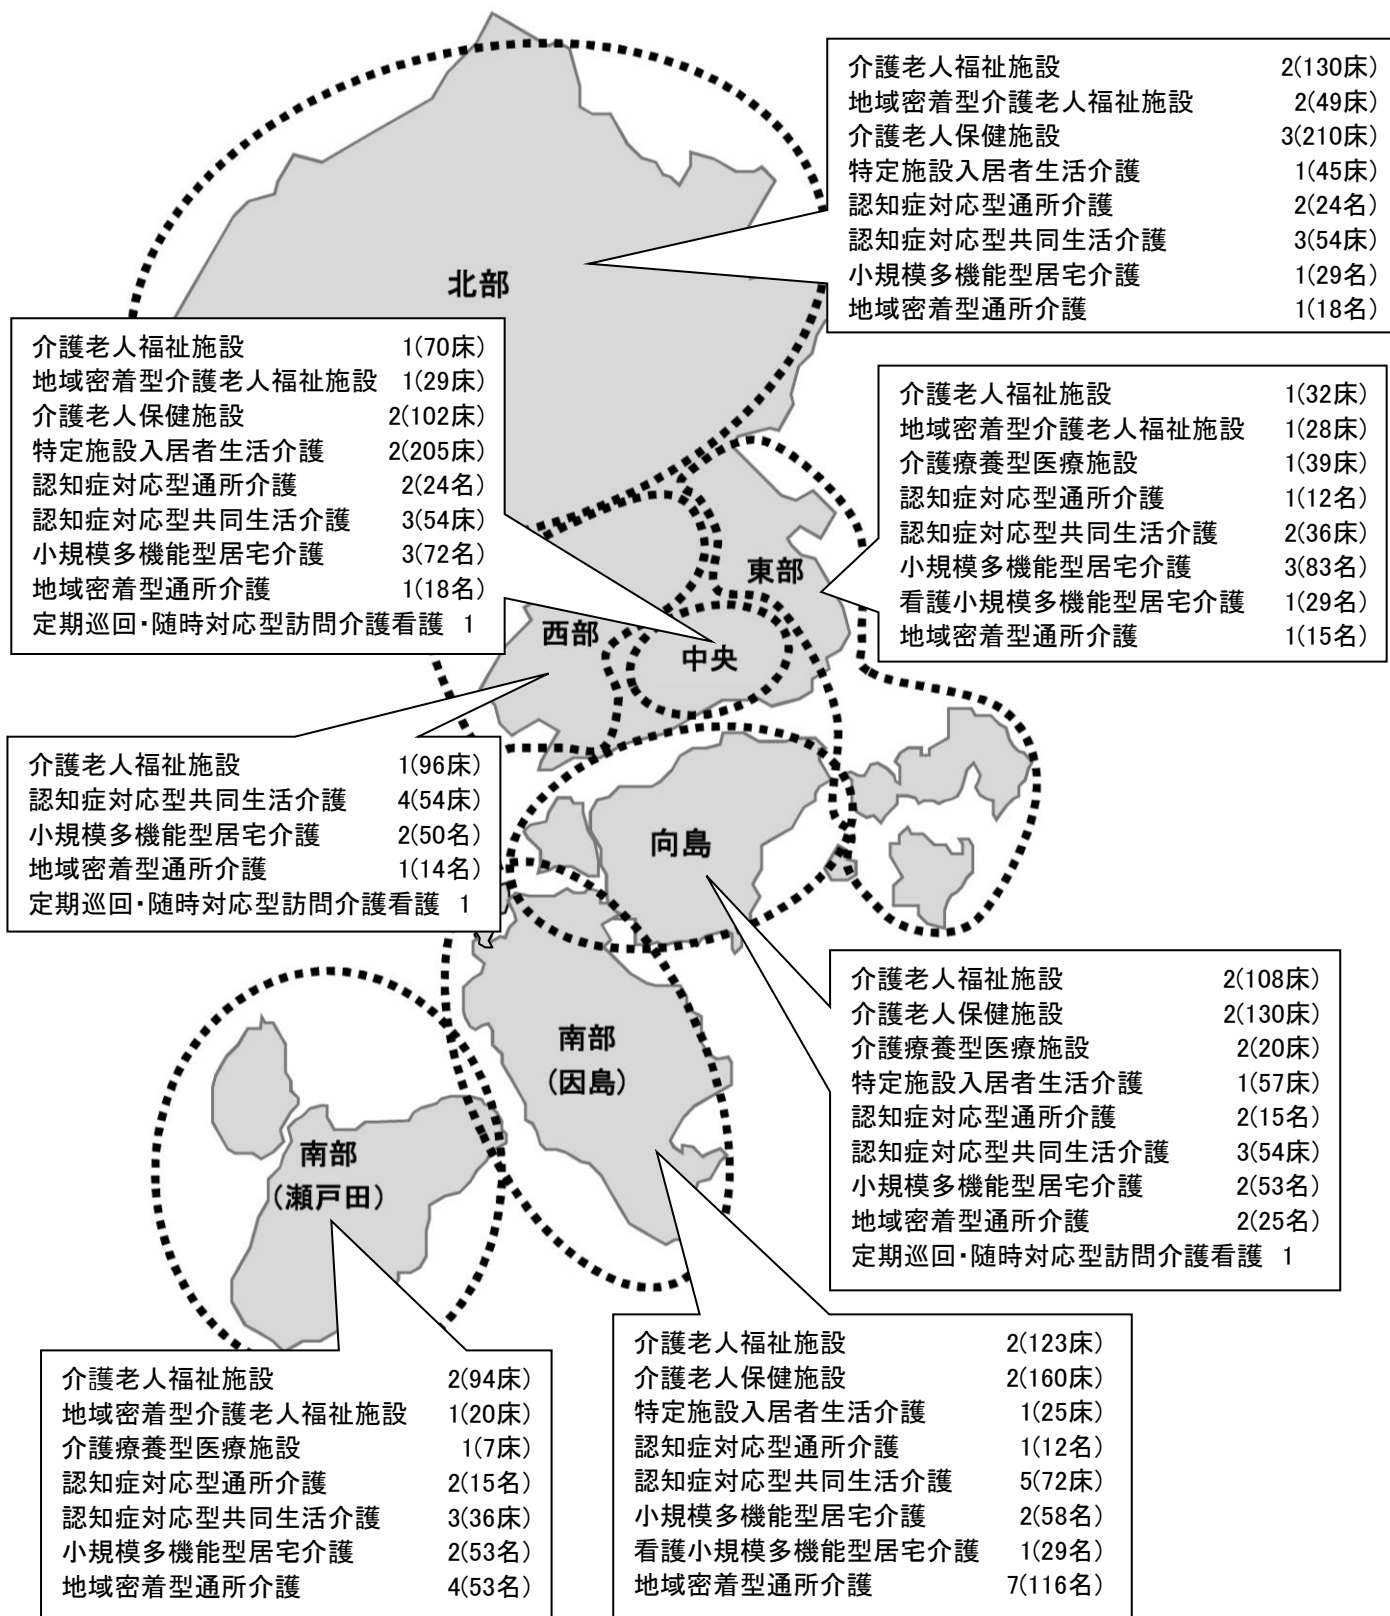 介護老人福祉施設 2(130床)
地域密着型介護老人福祉施設 2(49床)
介護老人保健施設 3(210床)
特定施設入居者生活介護 1(45床)
認知症対応型通所介護 2(24名)
認知症対応型共同生活介護 3(54床)
小規模多機能型居宅介護 1(29名)
地域密着型通所介護 1(18名)
北部
介護老人福祉施設 1(70床)
地域密着型介護老人福祉施設 1(29床)
介護老人保健施設 2(102床)
特定施設入居者生活介護 2(205床)
認知症対応型通所介護 2(24名)
認知症対応型共同生活介護 3(54床)
小規模多機能型居宅介護 3(72名)
地域密着型通所介護 1(18名)
定期巡回・随時対応型訪問介護看護 1
介護老人福祉施設 1(32床)
地域密着型介護老人福祉施設 1(28床)
介護療養型医療施設 1(39床)
認知症対応型通所介護 1(12名)
認知症対応型共同生活介護 2(36床)
小規模多機能型居宅介護 3(83名)
看護小規模多機能型居宅介護 1(29名)
地域密着型通所介護 1(15名)
東部
西部
中央
介護老人福祉施設 1(96床)
認知症対応型共同生活介護 4(54床)
小規模多機能型居宅介護 2(50名)
地域密着型通所介護 1(14名)
定期巡回・随時対応型訪問介護看護 1
向島
介護老人福祉施設 2(108床)
介護老人保健施設 2(130床)
介護療養型医療施設 2(20床)
特定施設入居者生活介護 1(57床)
認知症対応型通所介護 2(15名)
認知症対応型共同生活介護 3(54床)
小規模多機能型居宅介護 2(53名)
地域密着型通所介護 2(25名)
定期巡回・随時対応型訪問介護看護 1
南部
(因島)
南部
(瀬戸田)
介護老人福祉施設 2(94床)
地域密着型介護老人福祉施設 1(20床)
介護療養型医療施設 1(7床)
認知症対応型通所介護 2(15名)
認知症対応型共同生活介護 3(36床)
小規模多機能型居宅介護 2(53名)
地域密着型通所介護 4(53名)
介護老人福祉施設 2(123床)
介護老人保健施設 2(160床)
特定施設入居者生活介護 1(25床)
認知症対応型通所介護 1(12名)
認知症対応型共同生活介護 5(72床)
小規模多機能型居宅介護 2(58名)
看護小規模多機能型居宅介護 1(29名)
地域密着型通所介護 7(116名)